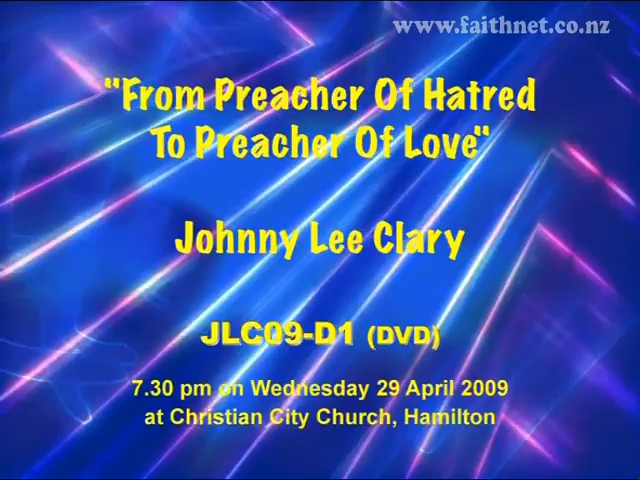 www.faithnet.co.nz
"From Preacher Of Hatred
To Preacher Of Love"
Johnny Lee Clary
JLC09-D1 (DVD)
7.30 pm on Wednesday 29 April 2009
at Christian City Church, Hamilton